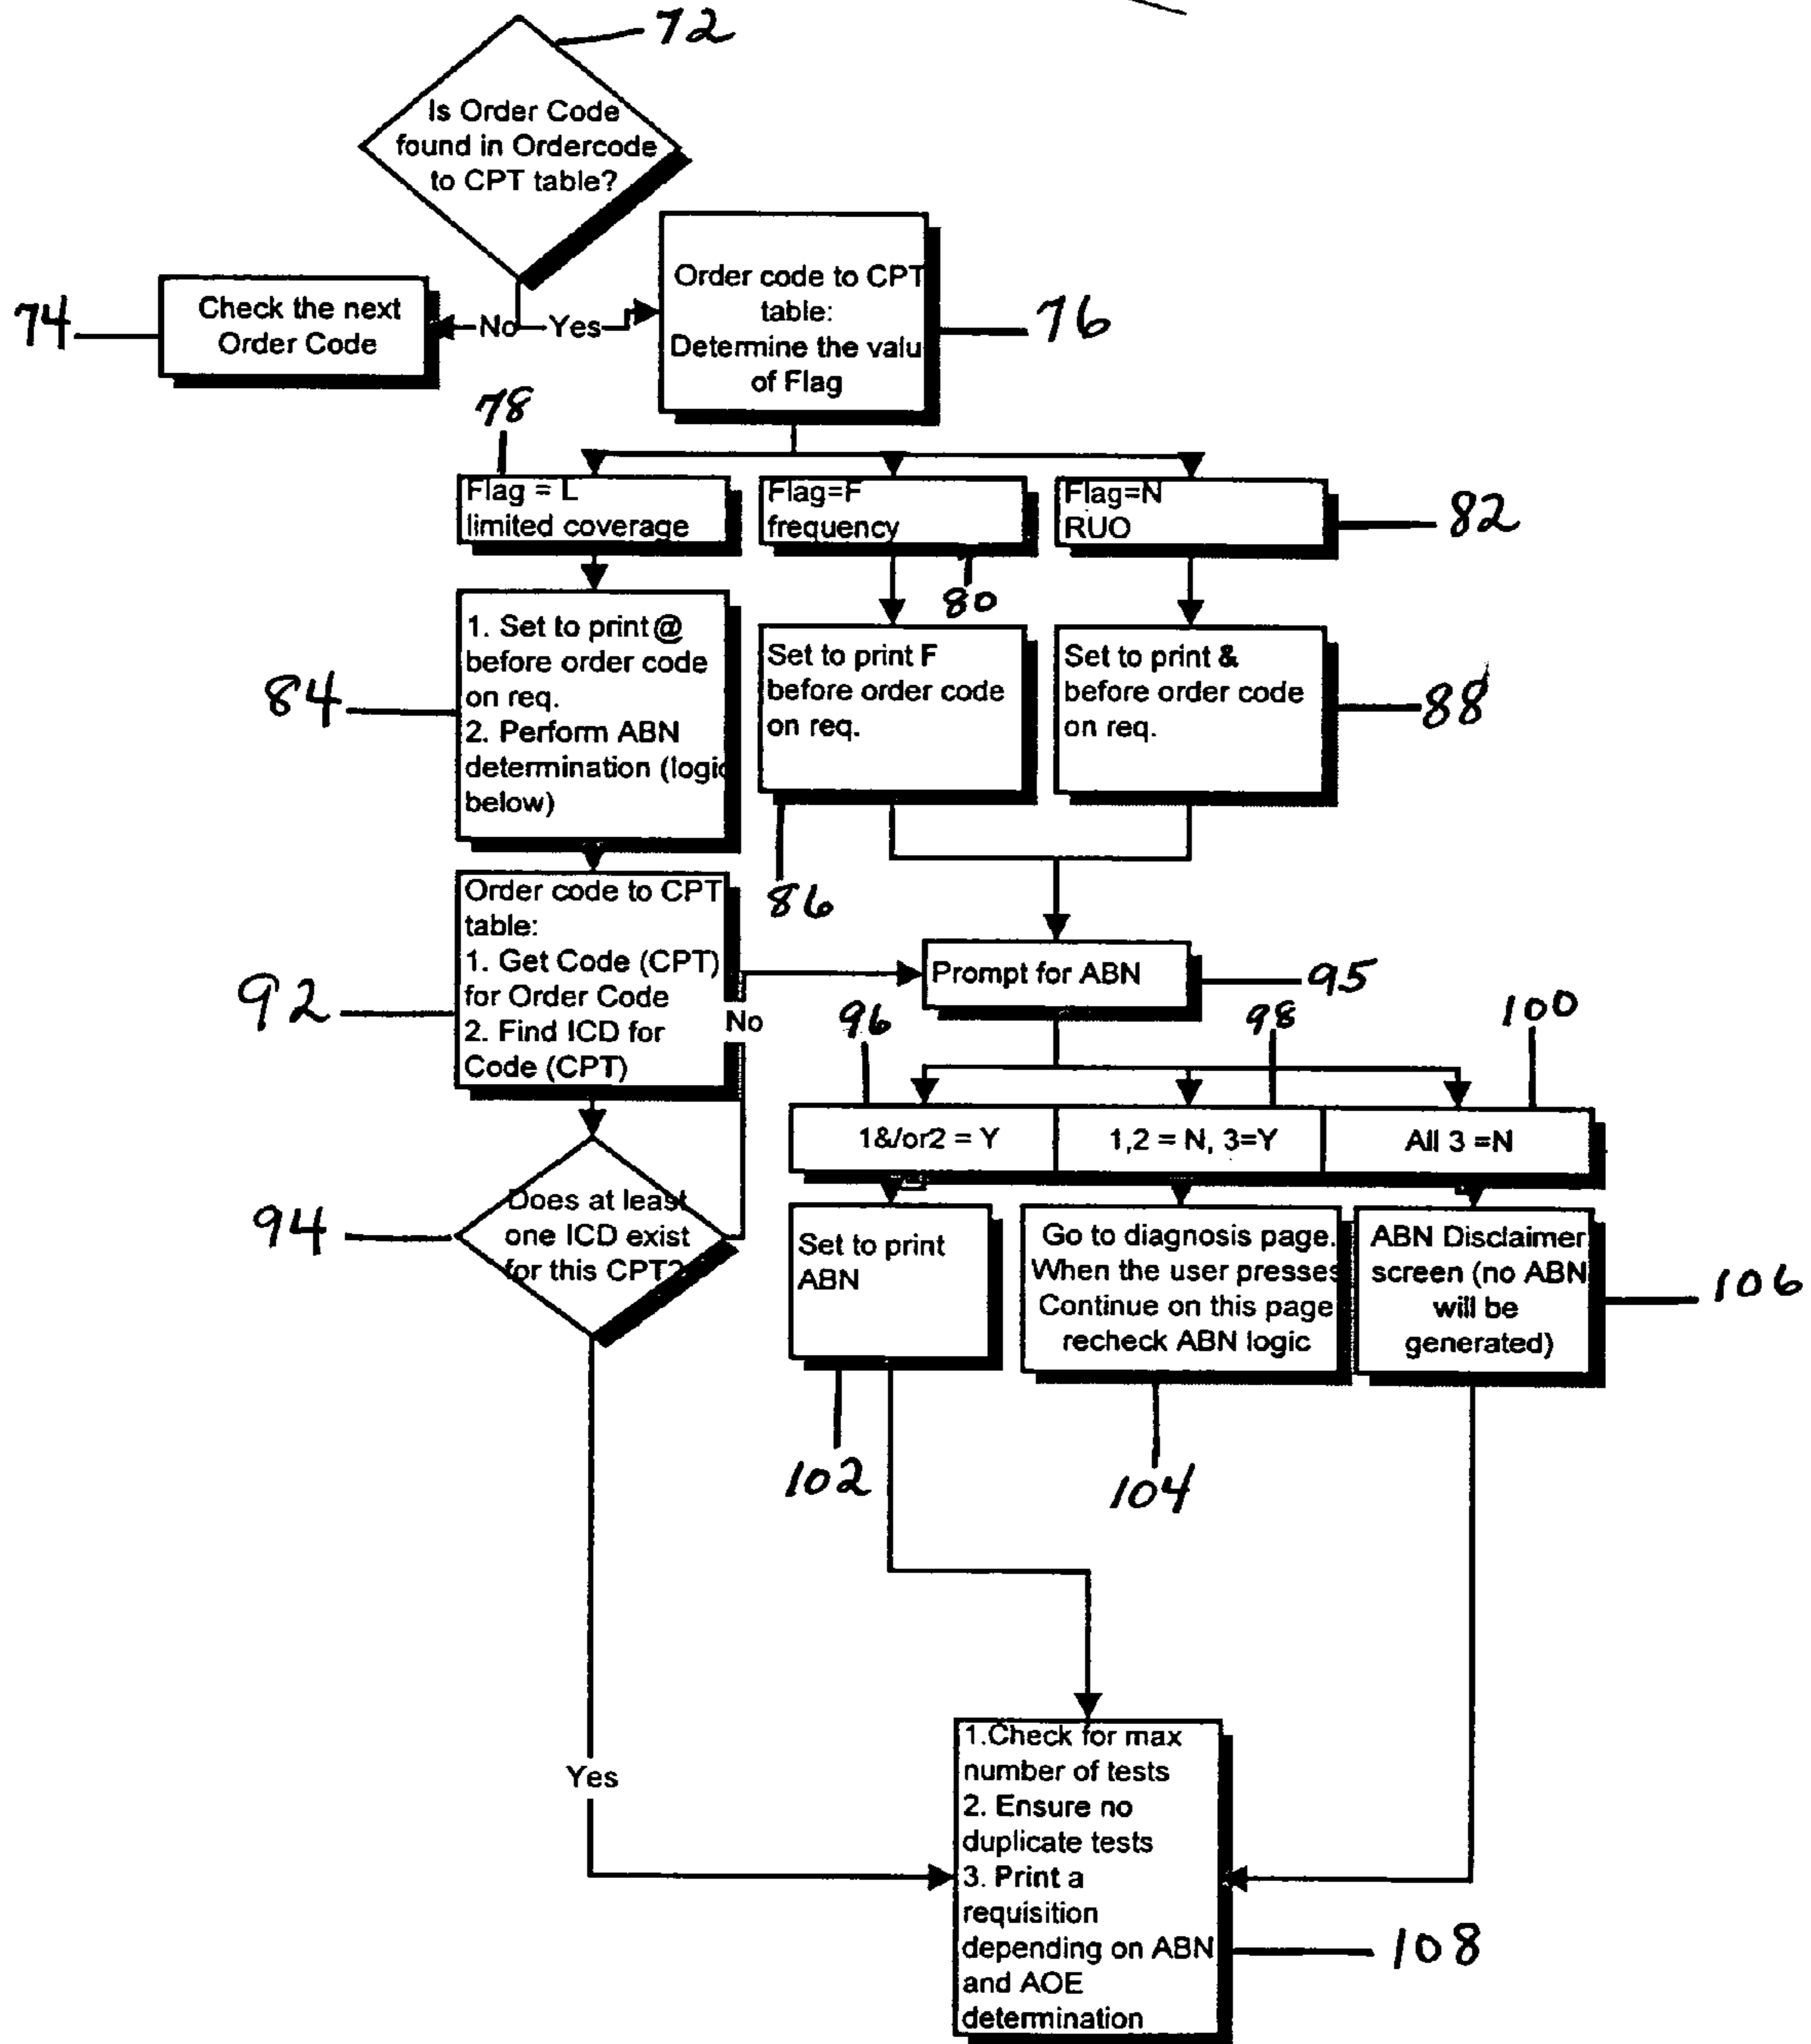 72
Is Order Code
found in Ordercode
to CPT table?
74
Check the next
Order Code
No
Yes
Order code to CPT
table:
Determine the valu
of Flag
76
78
Flag = L
limited coverage
Flag=F
frequency
80
Flag=N
RUO
82
84
1. Set to print @
before order code
on req.
2. Perform ABN
determination (logic
below)
Set to print F
before order code
on req.
86
Set to print &
before order code
on req.
88
92
Order code to CPT
table:
1. Get Code (CPT)
for Order Code
2. Find ICD for
Code (CPT)
No
Prompt for ABN
95
96
98
100
1&/or2 = Y
1,2 = N, 3=Y
All 3 =N
94
Does at least
one ICD exist
for this CPT?
Set to print
ABN
102
Go to diagnosis page.
When the user presses
Continue on this page
recheck ABN logic
104
ABN Disclaimer
screen (no ABN
will be
generated)
106
Yes
1.Check for max
number of tests
2. Ensure no
duplicate tests
3. Print a
requisition
depending on ABN
and AOE
determination
108